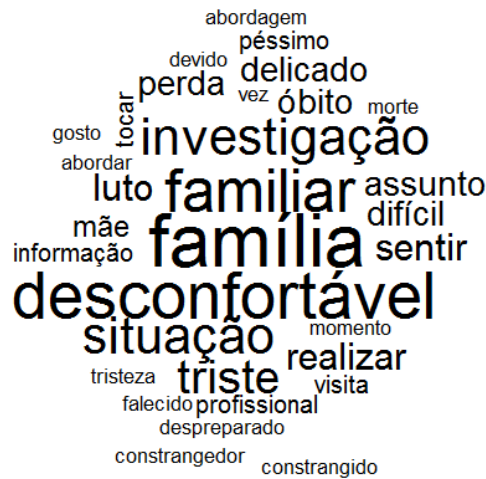 abordagem
péssimo
devido
delicado
perda
vez
óbito
morte
tocar
gosto
investigação
abordar
luto
familiar
assunto
difícil
mãe
família
sentir
informação
desconfortável
situação
momento
realizar
tristeza
triste
visita
falecido
profissional
despreparado
constrangedor
constrangido